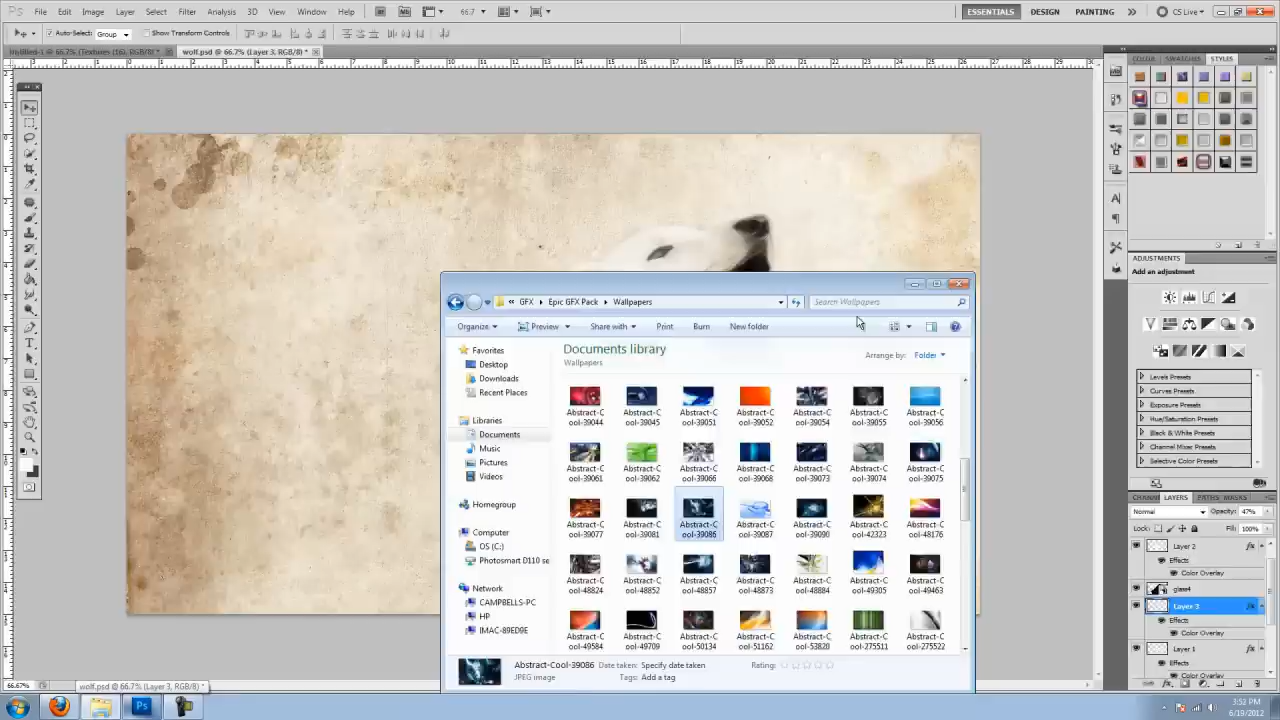 Ps File Edit Image Layer Select Filter Analysis 3D View Window Help 66.7 ESSENTIALS DESIGN PAINTING CS Live
Auto-Select: Group Show Transform Controls
wolf.psd @ 66.7% (Layer 3, RGB/8) *
COLOUR SWATCHES STYLES
ADJUSTMENTS
Add an adjustment
Levels Presets
Curves Presets
Exposure Presets
Hue/Saturation Presets
Black & White Presets
Channel Mixer Presets
Selective Color Presets
LAYERS PATHS MASKS
Normal Opacity: 47%
Lock: Fill: 100%
Layer 2
Effects
Color Overlay
glass4
Layer 3
Effects
Color Overlay
Layer 1
Effects
« GFX Epic GFX Pack Wallpapers Search Wallpapers
Organize Preview Share with Print Burn New folder
Favorites
Desktop
Downloads
Recent Places
Libraries
Documents
Music
Pictures
Videos
Homegroup
Computer
OS (C:)
Photosmart D110 se
Network
CAMPBELLS-PC
HP
IMAC-89ED9E
Documents library
Wallpapers
Arrange by: Folder
Abstract-C Abstract-C Abstract-C Abstract-C Abstract-C Abstract-C Abstract-C
ool-39044 ool-39045 ool-39051 ool-39052 ool-39054 ool-39055 ool-39056
Abstract-C Abstract-C Abstract-C Abstract-C Abstract-C Abstract-C Abstract-C
ool-39061 ool-39062 ool-39066 ool-39068 ool-39073 ool-39074 ool-39075
Abstract-C Abstract-C Abstract-C Abstract-C Abstract-C Abstract-C Abstract-C
ool-39077 ool-39081 ool-39086 ool-39087 ool-39090 ool-42323 ool-48176
Abstract-C Abstract-C Abstract-C Abstract-C Abstract-C Abstract-C Abstract-C
ool-48824 ool-48852 ool-48857 ool-48873 ool-48884 ool-49305 ool-49463
Abstract-C Abstract-C Abstract-C Abstract-C Abstract-C Abstract-C Abstract-C
ool-49584 ool-49709 ool-50134 ool-51162 ool-53820 ool-275511 ool-275522
Abstract-Cool-39086 Date taken: Specify date taken Rating:
JPEG image Tags: Add a tag
66.67%
wolf.psd @ 66.7% (Layer 3, RGB/8) *
Ps
3:52 PM
6/19/2012